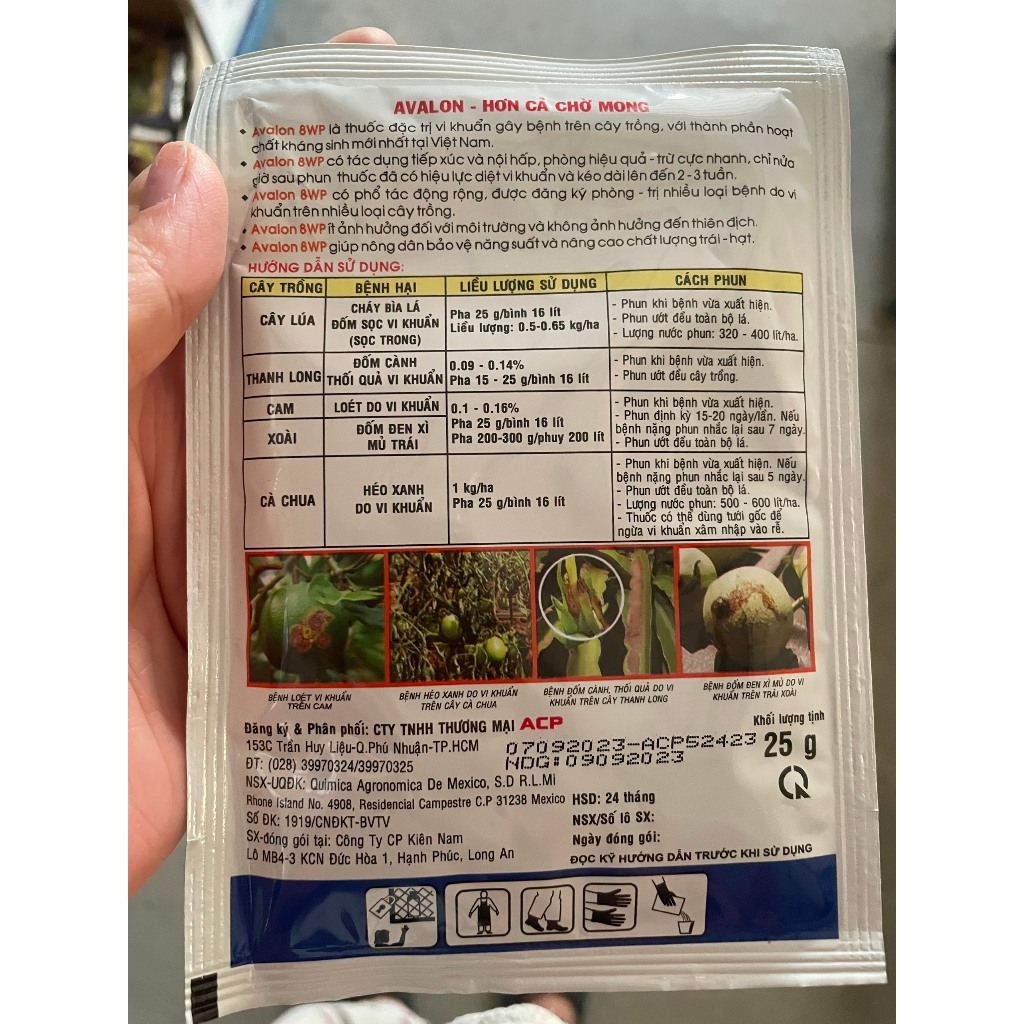 AVALON - HƠN CẢ CHỜ MONG
• Avalon 8WP là thuốc đặc trị vi khuẩn gây bệnh trên cây trồng, với thành phần hoạt
chất kháng sinh mới nhất tại Việt Nam.
• Avalon 8WP có tác dụng tiếp xúc và nội hấp, phòng hiệu quả - trừ cực nhanh, chỉ nửa
giờ sau phun thuốc đã có hiệu lực diệt vi khuẩn và kéo dài lên đến 2 - 3 tuần.
• Avalon 8WP có phổ tác động rộng, được đăng ký phòng - trị nhiều loại bệnh do vi
khuẩn trên nhiều loại cây trồng.
• Avalon 8WP ít ảnh hưởng đối với môi trường và không ảnh hưởng đến thiên địch.
• Avalon 8WP giúp nông dân bảo vệ năng suất và nâng cao chất lượng trái - hạt.
HƯỚNG DẪN SỬ DỤNG:
CÂY TRỒNG BỆNH HẠI LIỀU LƯỢNG SỬ DỤNG CÁCH PHUN
CÂY LÚA
CHÁY BÌA LÁ
ĐỐM SỌC VI KHUẨN
(SỌC TRONG)
Pha 25 g/bình 16 lít
Liều lượng: 0.5-0.65 kg/ha
- Phun khi bệnh vừa xuất hiện.
- Phun ướt đều toàn bộ lá.
- Lượng nước phun: 320 - 400 lít/ha.
THANH LONG
ĐỐM CÀNH
THỐI QUẢ VI KHUẨN
0.09 - 0.14%
Pha 15 - 25 g/bình 16 lít
- Phun khi bệnh vừa xuất hiện.
- Phun ướt đều cây trồng.
CAM
LOÉT DO VI KHUẨN
XOÀI
ĐỐM ĐEN XÌ
MỦ TRÁI
0.1 - 0.16%
Pha 25 g/bình 16 lít
Pha 200-300 g/phuy 200 lít
- Phun khi bệnh vừa xuất hiện.
- Phun định kỳ 15-20 ngày/lần. Nếu
bệnh nặng phun nhắc lại sau 7 ngày.
- Phun ướt đều toàn bộ lá.
CÀ CHUA
HÉO XANH
DO VI KHUẨN
1 kg/ha
Pha 25 g/bình 16 lít
- Phun khi bệnh vừa xuất hiện. Nếu
bệnh nặng phun nhắc lại sau 5 ngày.
- Phun ướt đều toàn bộ lá.
- Lượng nước phun: 500 - 600 lít/ha.
- Thuốc có thể dùng tưới gốc để
ngừa vi khuẩn xâm nhập vào rễ.
BỆNH LOÉT VI KHUẨN
TRÊN CAM
BỆNH HÉO XANH DO VI KHUẨN
TRÊN CÂY CÀ CHUA
BỆNH ĐỐM CÀNH, THỐI QUẢ DO VI
KHUẨN TRÊN CÂY THANH LONG
BỆNH ĐỐM ĐEN XÌ MỦ DO VI
KHUẨN TRÊN TRÁI XOÀI
Đăng ký & Phân phối: CTY TNHH THƯƠNG MẠI ACP
153C Trần Huy Liệu-Q.Phú Nhuận-TP.HCM
ĐT: (028) 39970324/39970325
NSX-UQĐK: Quimica Agronomica De Mexico, S.D R.L.Mi
Rhone Island No. 4908, Residencial Campestre C.P 31238 Mexico
Số ĐK: 1919/CNĐKT-BVTV
SX-đóng gói tại: Công Ty CP Kiên Nam
Lô MB4-3 KCN Đức Hòa 1, Hạnh Phúc, Long An
07092023-ACP52423
NDG:09092023
Khối lượng tịnh
25 g
HSD: 24 tháng
NSX/Số lô SX:
Ngày đóng gói:
ĐỌC KỸ HƯỚNG DẪN TRƯỚC KHI SỬ DỤNG